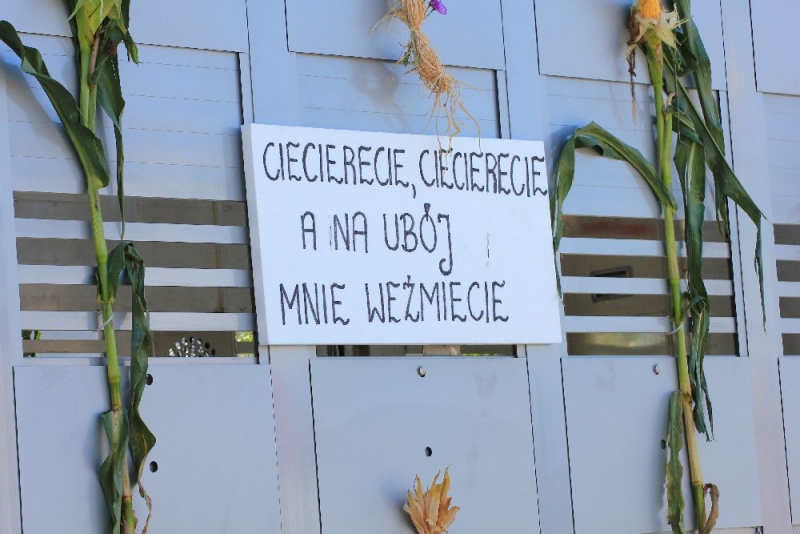 CIECIERECIE, CIECIERECIE
A NA UBÓJ
MNIE WEŹMIECIE